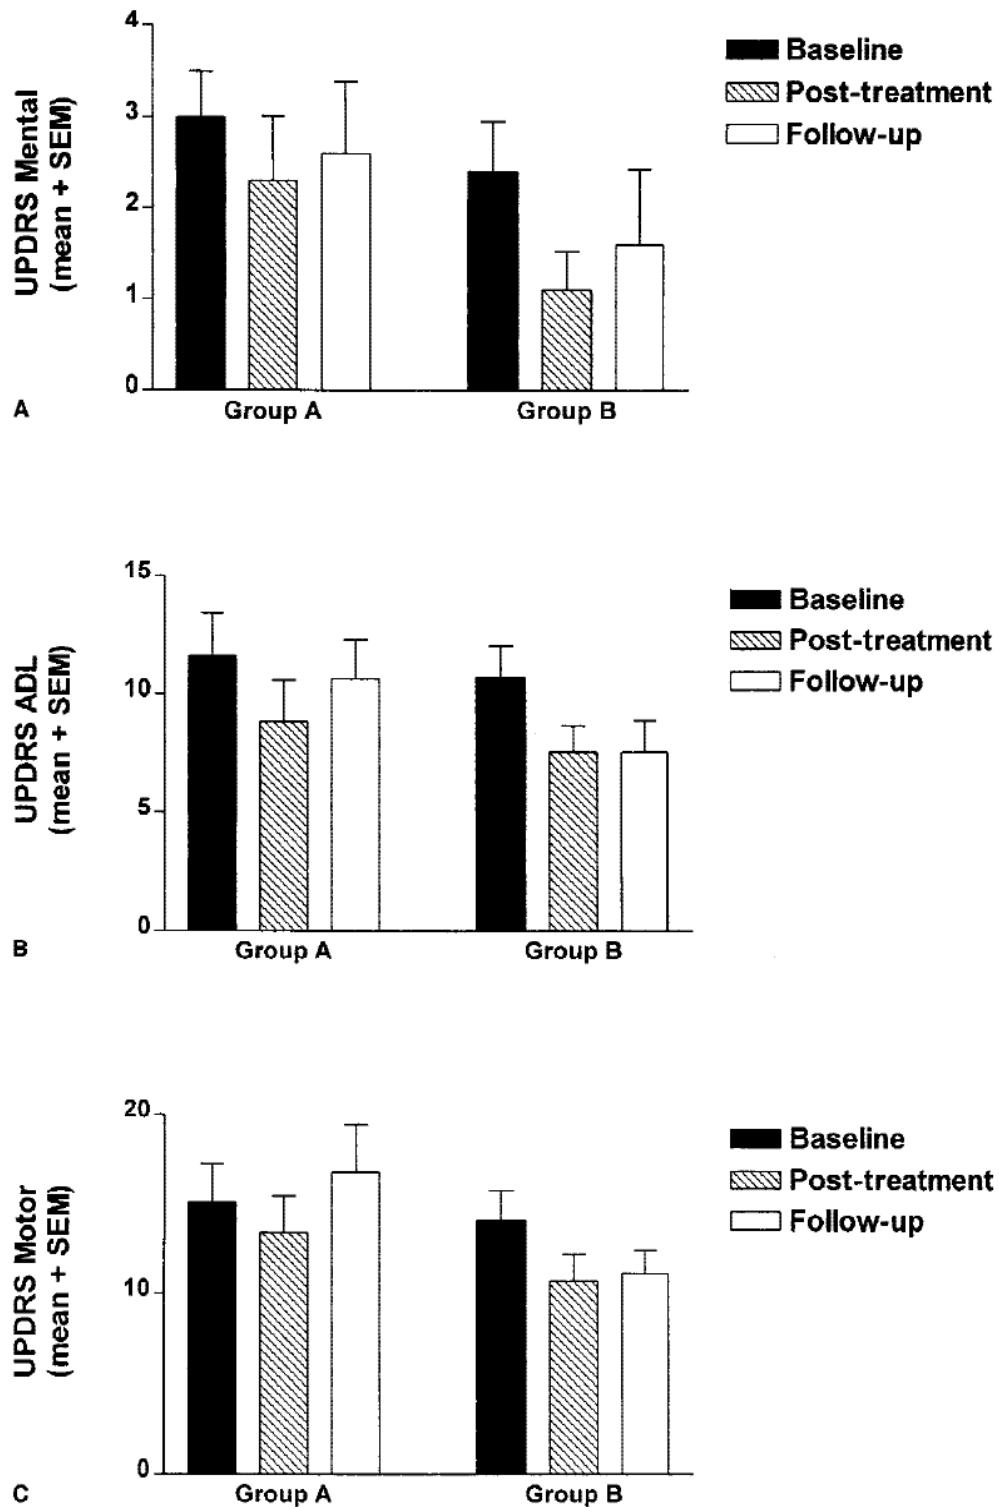 4
3
2
1
0
UPDRS Mental
(mean + SEM)
Baseline
Post-treatment
Follow-up
Group A
Group B
A
15
10
5
0
UPDRS ADL
(mean + SEM)
Baseline
Post-treatment
Follow-up
Group A
Group B
B
20
10
0
UPDRS Motor
(mean + SEM)
Baseline
Post-treatment
Follow-up
Group A
Group B
C